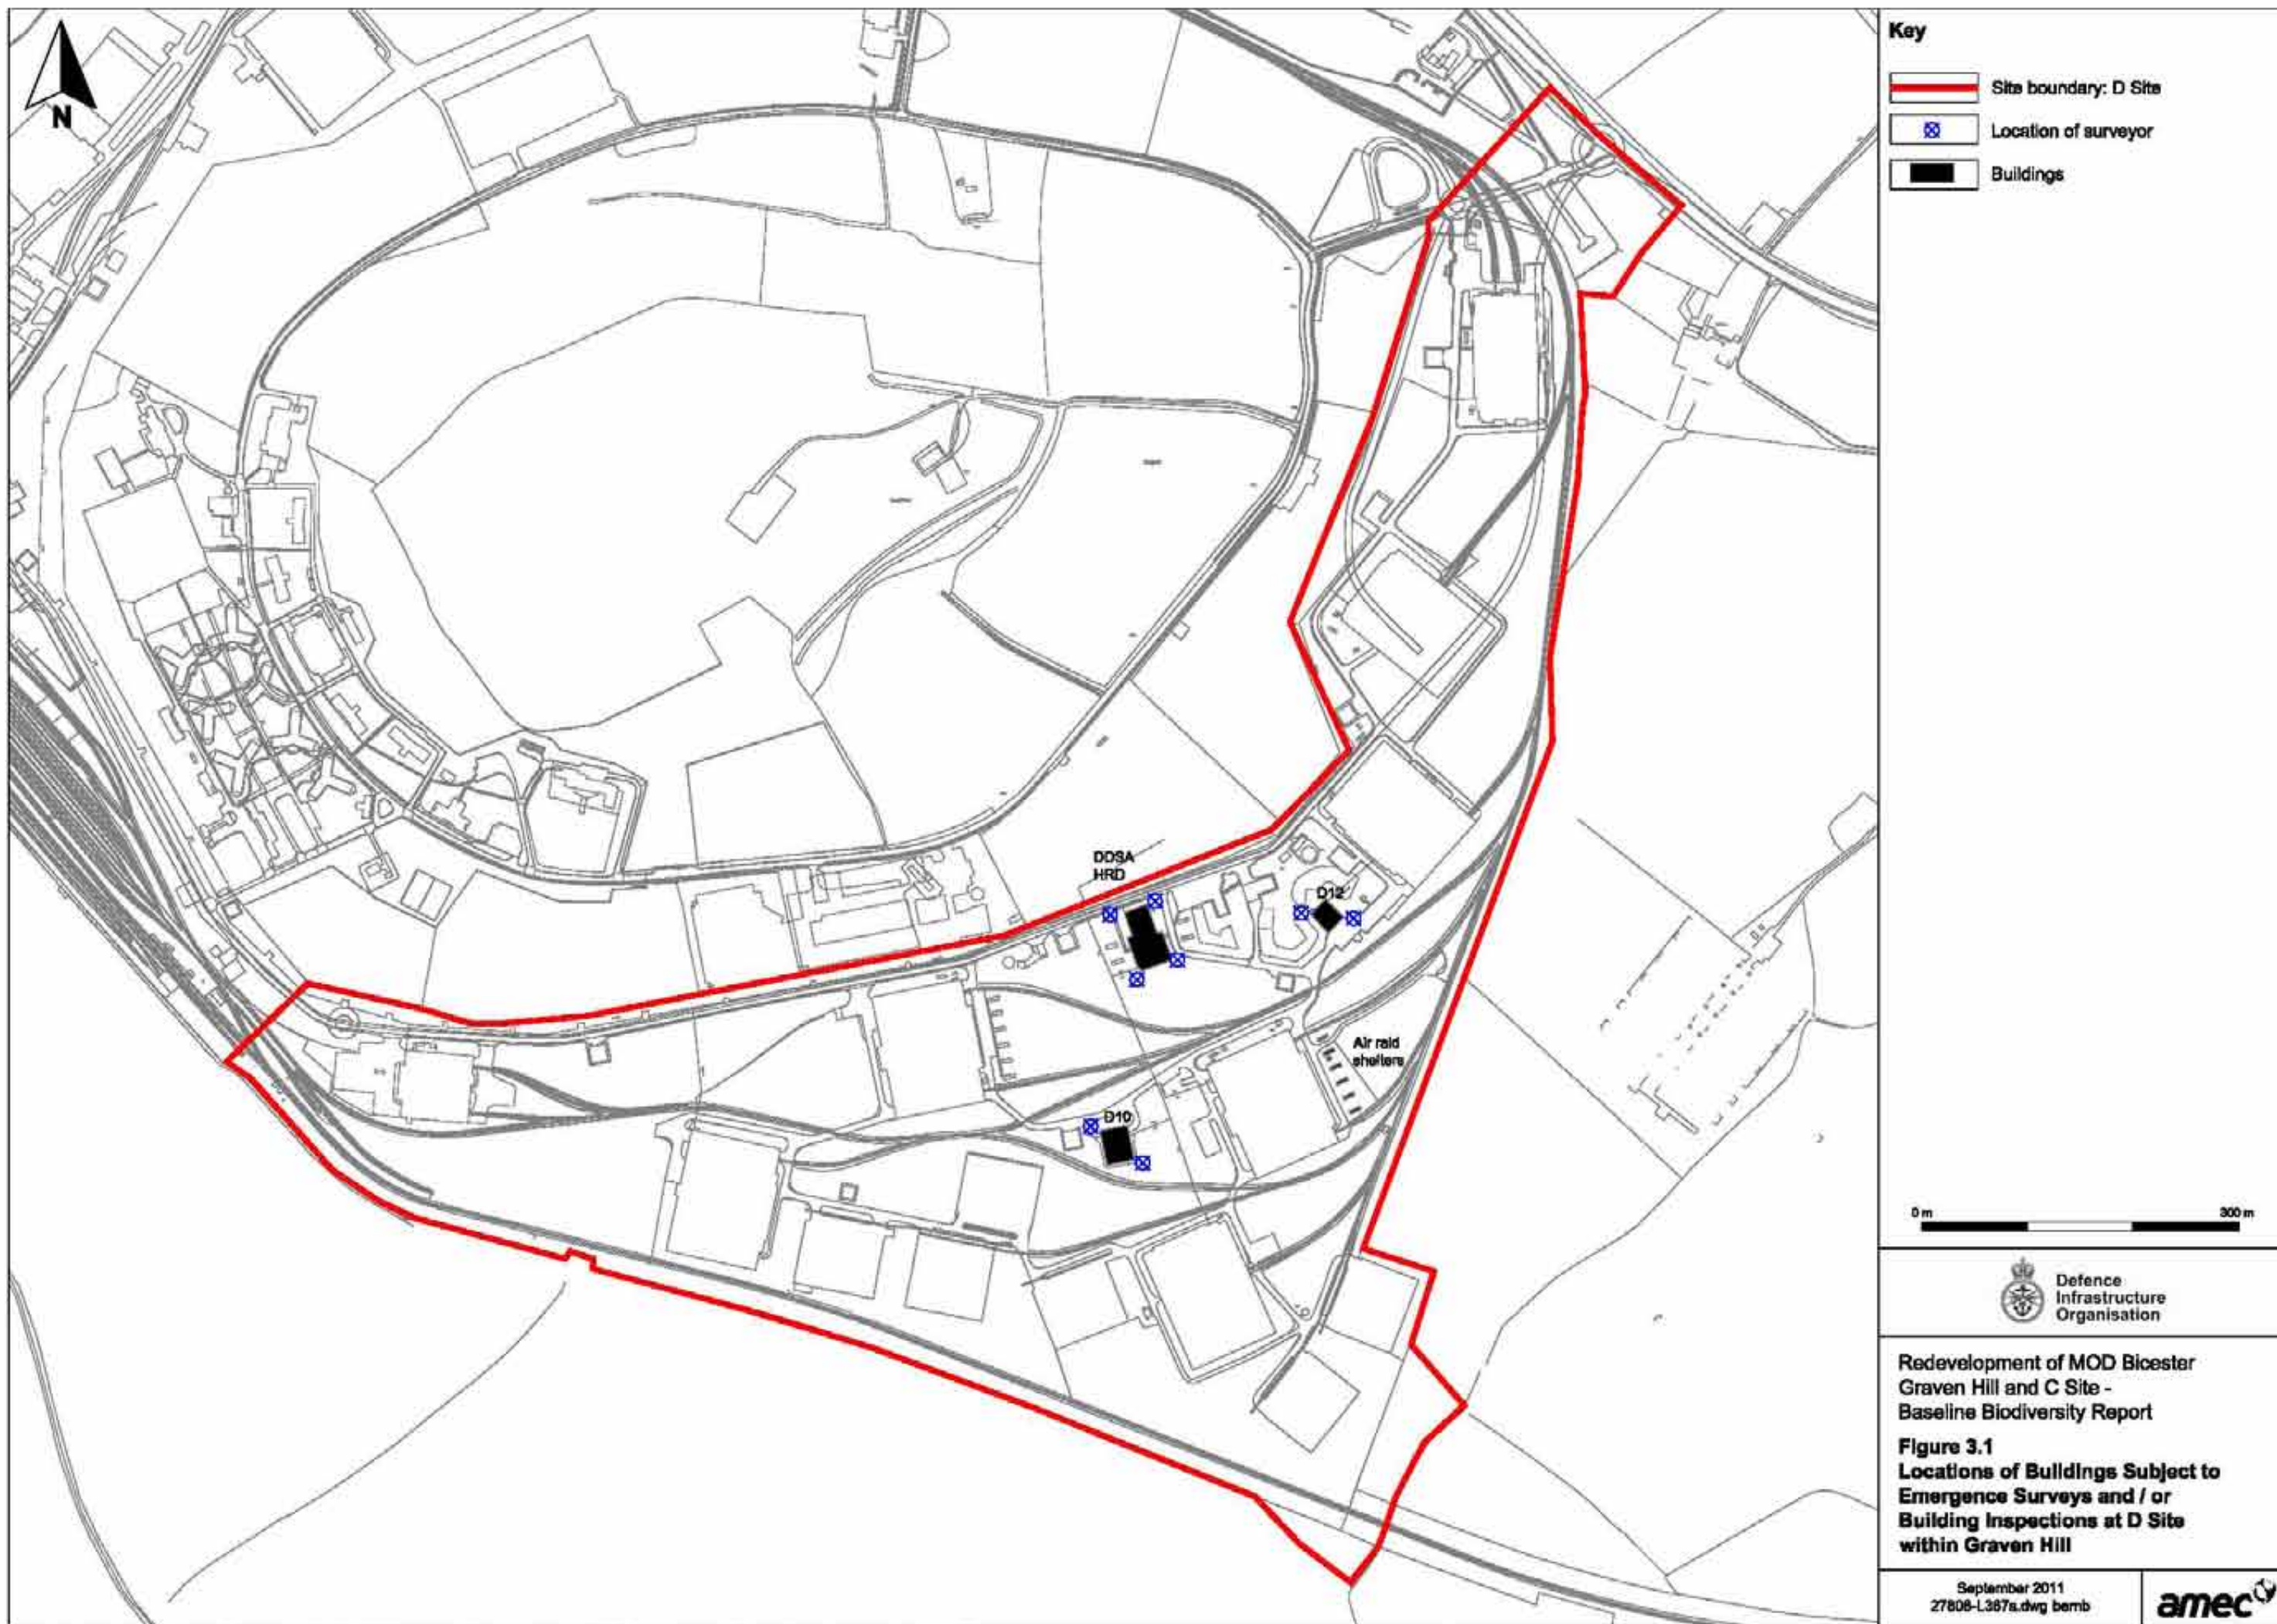 N
DDSA
HRD
D12
Air raid
shelters
D10
Key
Site boundary: D Site
Location of surveyor
Buildings
0 m
300 m
Defence
Infrastructure
Organisation
Redevelopment of MOD Bicester
Graven Hill and C Site -
Baseline Biodiversity Report
Figure 3.1
Locations of Buildings Subject to
Emergence Surveys and / or
Building Inspections at D Site
within Graven Hill
September 2011
27808-L387a.dwg bemb
amec